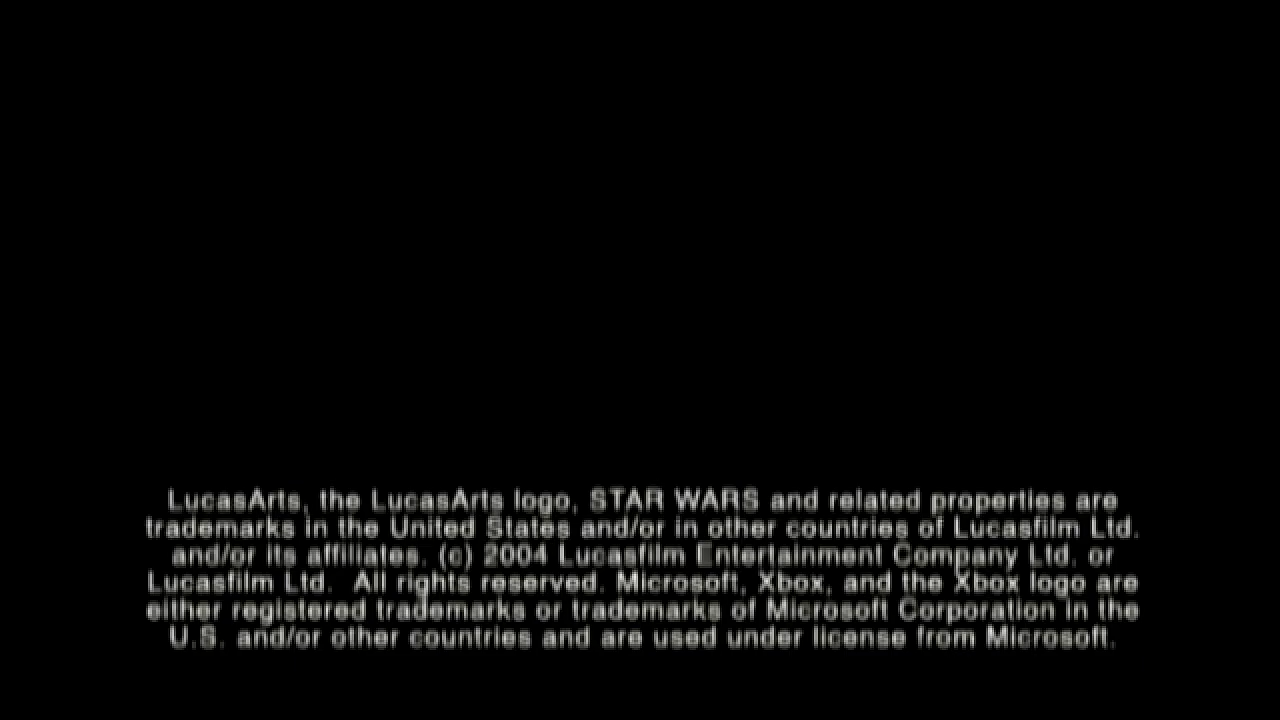 LucasArts, the LucasArts logo, STAR WARS and related properties are
trademarks in the United States and/or in other countries of Lucasfilm Ltd.
and/or its affiliates. (c) 2004 Lucasfilm Entertainment Company Ltd. or
Lucasfilm Ltd.  All rights reserved. Microsoft, Xbox, and the Xbox logo are
either registered trademarks or trademarks of Microsoft Corporation in the
U.S. and/or other countries and are used under license from Microsoft.